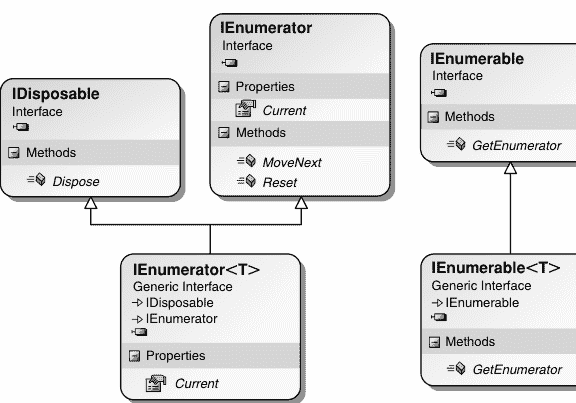 IDisposable
Interface
Methods
Dispose
IEnumerator
Interface
Properties
Current
Methods
MoveNext
Reset
IEnumerable
Interface
Methods
GetEnumerator
IEnumerator<T>
Generic Interface
IDisposable
IEnumerator
Properties
Current
IEnumerable<T>
Generic Interface
IEnumerable
Methods
GetEnumerator